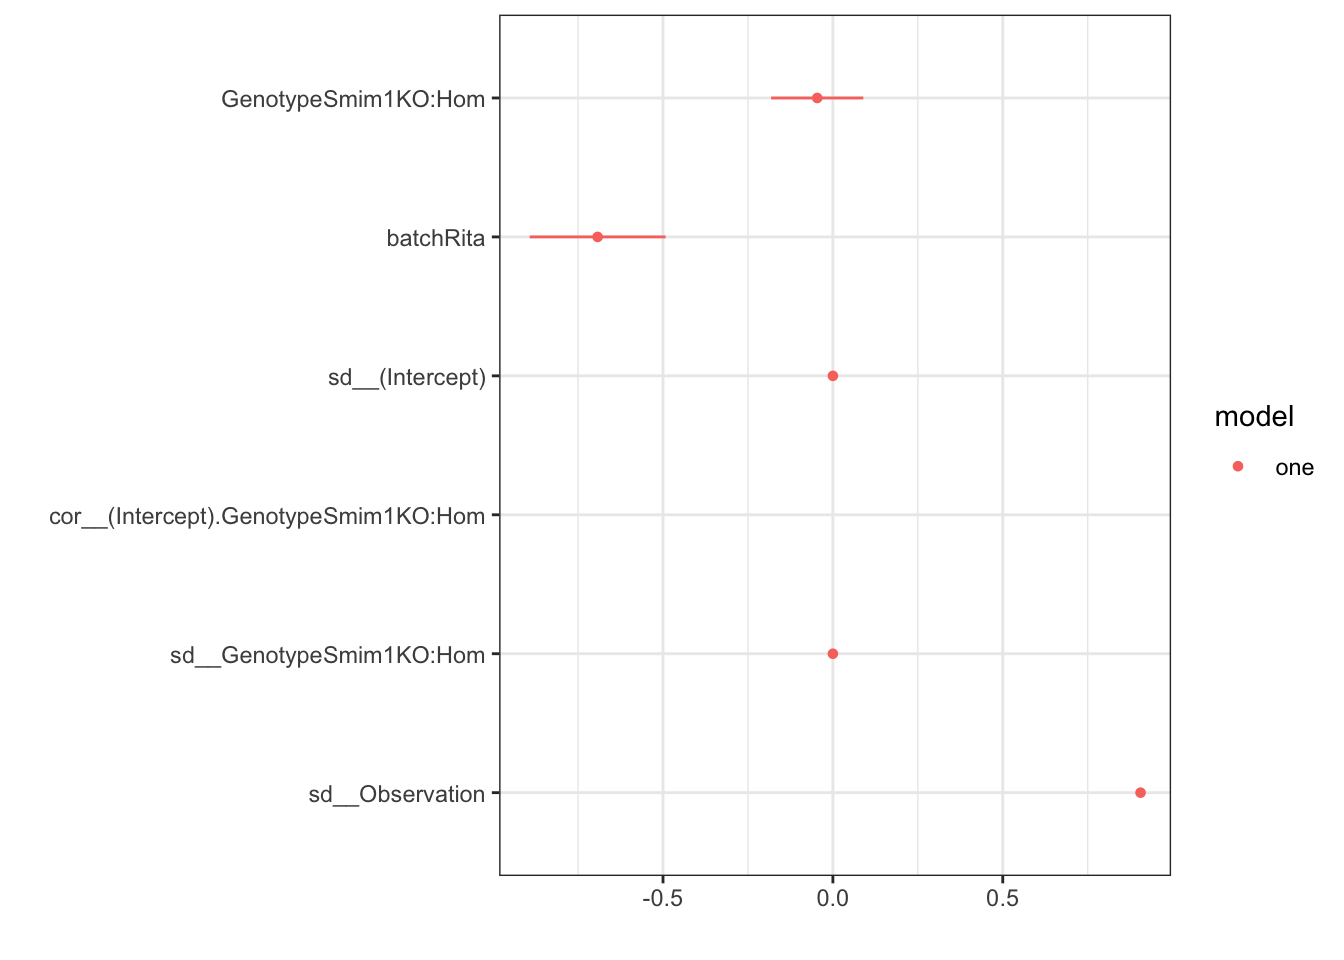 GenotypeSmim1KO:Hom
batchRita
sd__(Intercept)
cor__(Intercept).GenotypeSmim1KO:Hom
sd__GenotypeSmim1KO:Hom
sd__Observation
-0.5 0.0 0.5
model
one